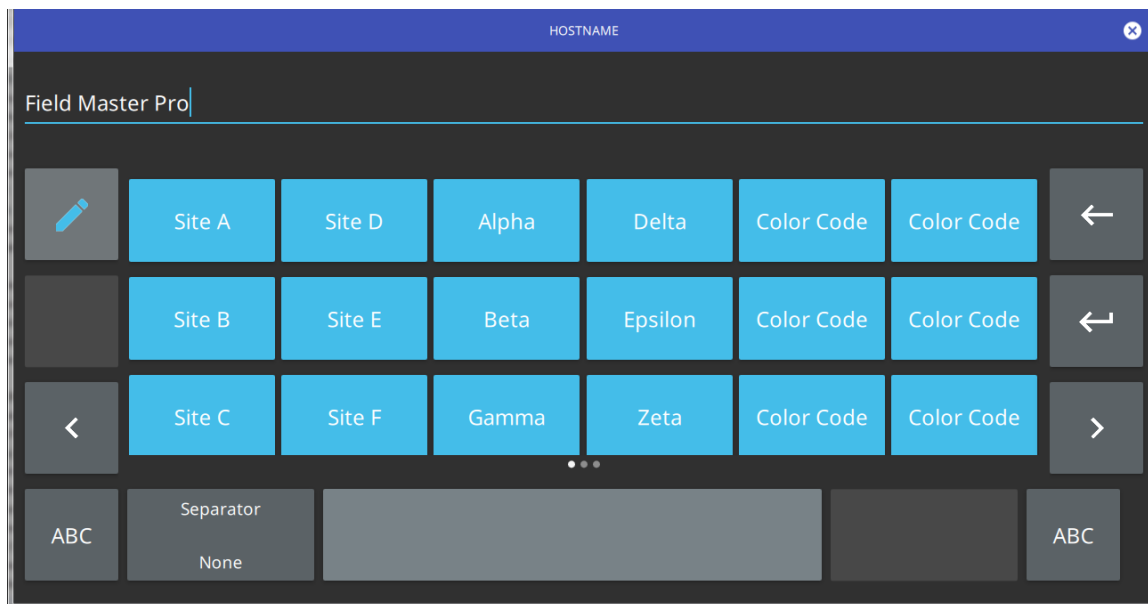 HOSTNAME
Field Master Pro
Site A
Site D
Alpha
Delta
Color Code
Color Code
Site B
Site E
Beta
Epsilon
Color Code
Color Code
Site C
Site F
Gamma
Zeta
Color Code
Color Code
ABC
Separator
None
ABC